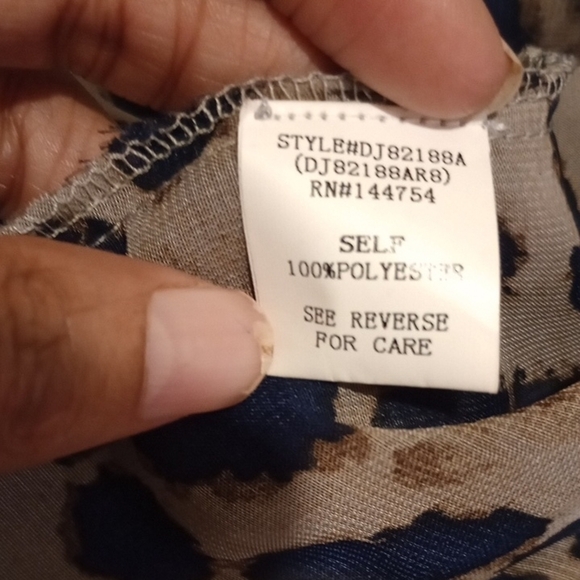 STYLE#DJ82188A
(DJ82188AR8)
RN#144754
SELF
100%POLYESTER
SEE REVERSE
FOR CARE